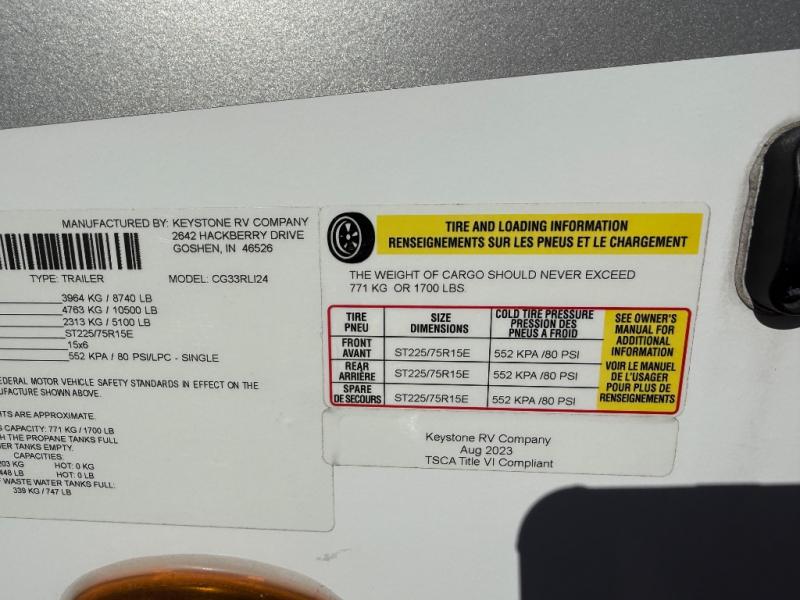 MANUFACTURED BY: KEYSTONE RV COMPANY
2642 HACKBERRY DRIVE
GOSHEN, IN 46526
TYPE: TRAILER MODEL: CG33RLI24
3964 KG / 8740 LB
4763 KG / 10500 LB
2313 KG / 5100 LB
ST225/75R15E
15x6
552 KPA / 80 PSI/LPC - SINGLE
FEDERAL MOTOR VEHICLE SAFETY STANDARDS IN EFFECT ON THE
SHOWN ABOVE.
ARE APPROXIMATE.
CAPACITY: 771 KG / 1700 LB
THE PROPANE TANKS FULL
TANKS EMPTY.
CAPACITIES:
HOT: 0 KG
HOT: 0 LB
WASTE WATER TANKS FULL:
339 KG / 747 LB
TIRE AND LOADING INFORMATION
RENSEIGNEMENTS SUR LES PNEUS ET LE CHARGEMENT
THE WEIGHT OF CARGO SHOULD NEVER EXCEED
771 KG OR 1700 LBS.
TIRE
PNEU
SIZE
DIMENSIONS
COLD TIRE PRESSURE
PRESSION DES
PNEUS A FROID
FRONT
AVANT
ST225/75R15E
552 KPA /80 PSI
REAR
ARRIÈRE
ST225/75R15E
552 KPA /80 PSI
SPARE
DE SECOURS
ST225/75R15E
552 KPA /80 PSI
SEE OWNER'S
MANUAL FOR
ADDITIONAL
INFORMATION
VOIR LE MANUEL
DE L'USAGER
POUR PLUS DE
RENSEIGNEMENTS
Keystone RV Company
Aug 2023
TSCA Title VI Compliant